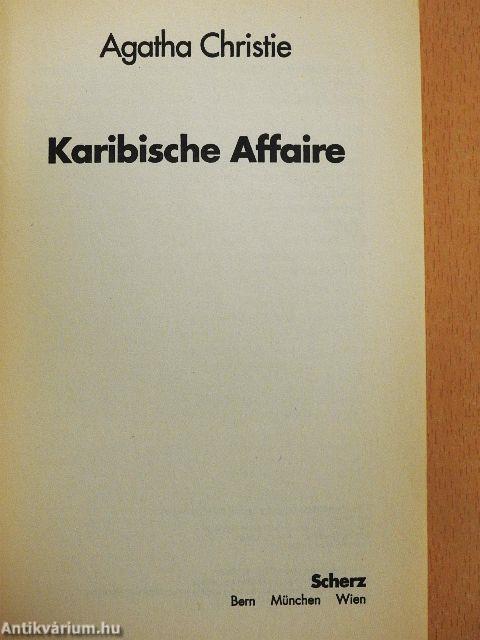 Agatha Christie
Karibische Affaire
Scherz
Bern München Wien
Antikvárium.hu